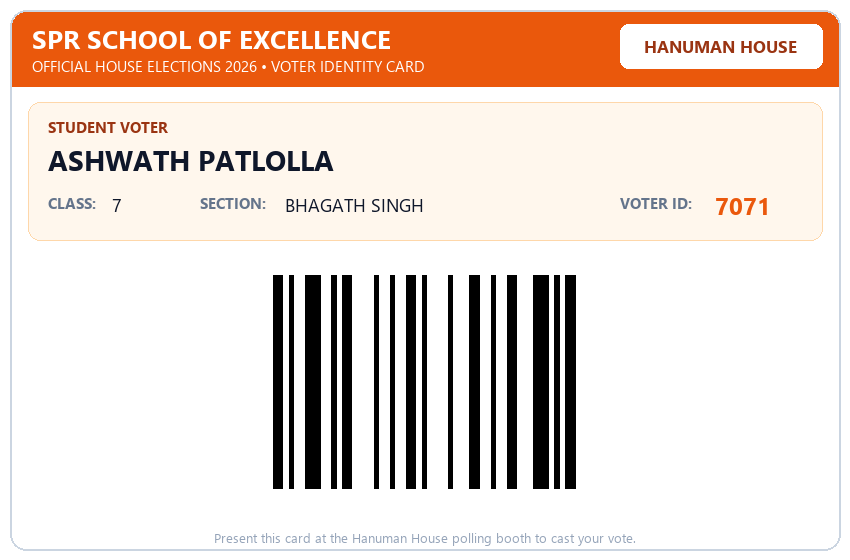 SPR SCHOOL OF EXCELLENCE
OFFICIAL HOUSE ELECTIONS 2026 • VOTER IDENTITY CARD
HANUMAN HOUSE
STUDENT VOTER
ASHWATH PATLOLLA
CLASS: 7 SECTION: BHAGATH SINGH VOTER ID: 7071
Present this card at the Hanuman House polling booth to cast your vote.